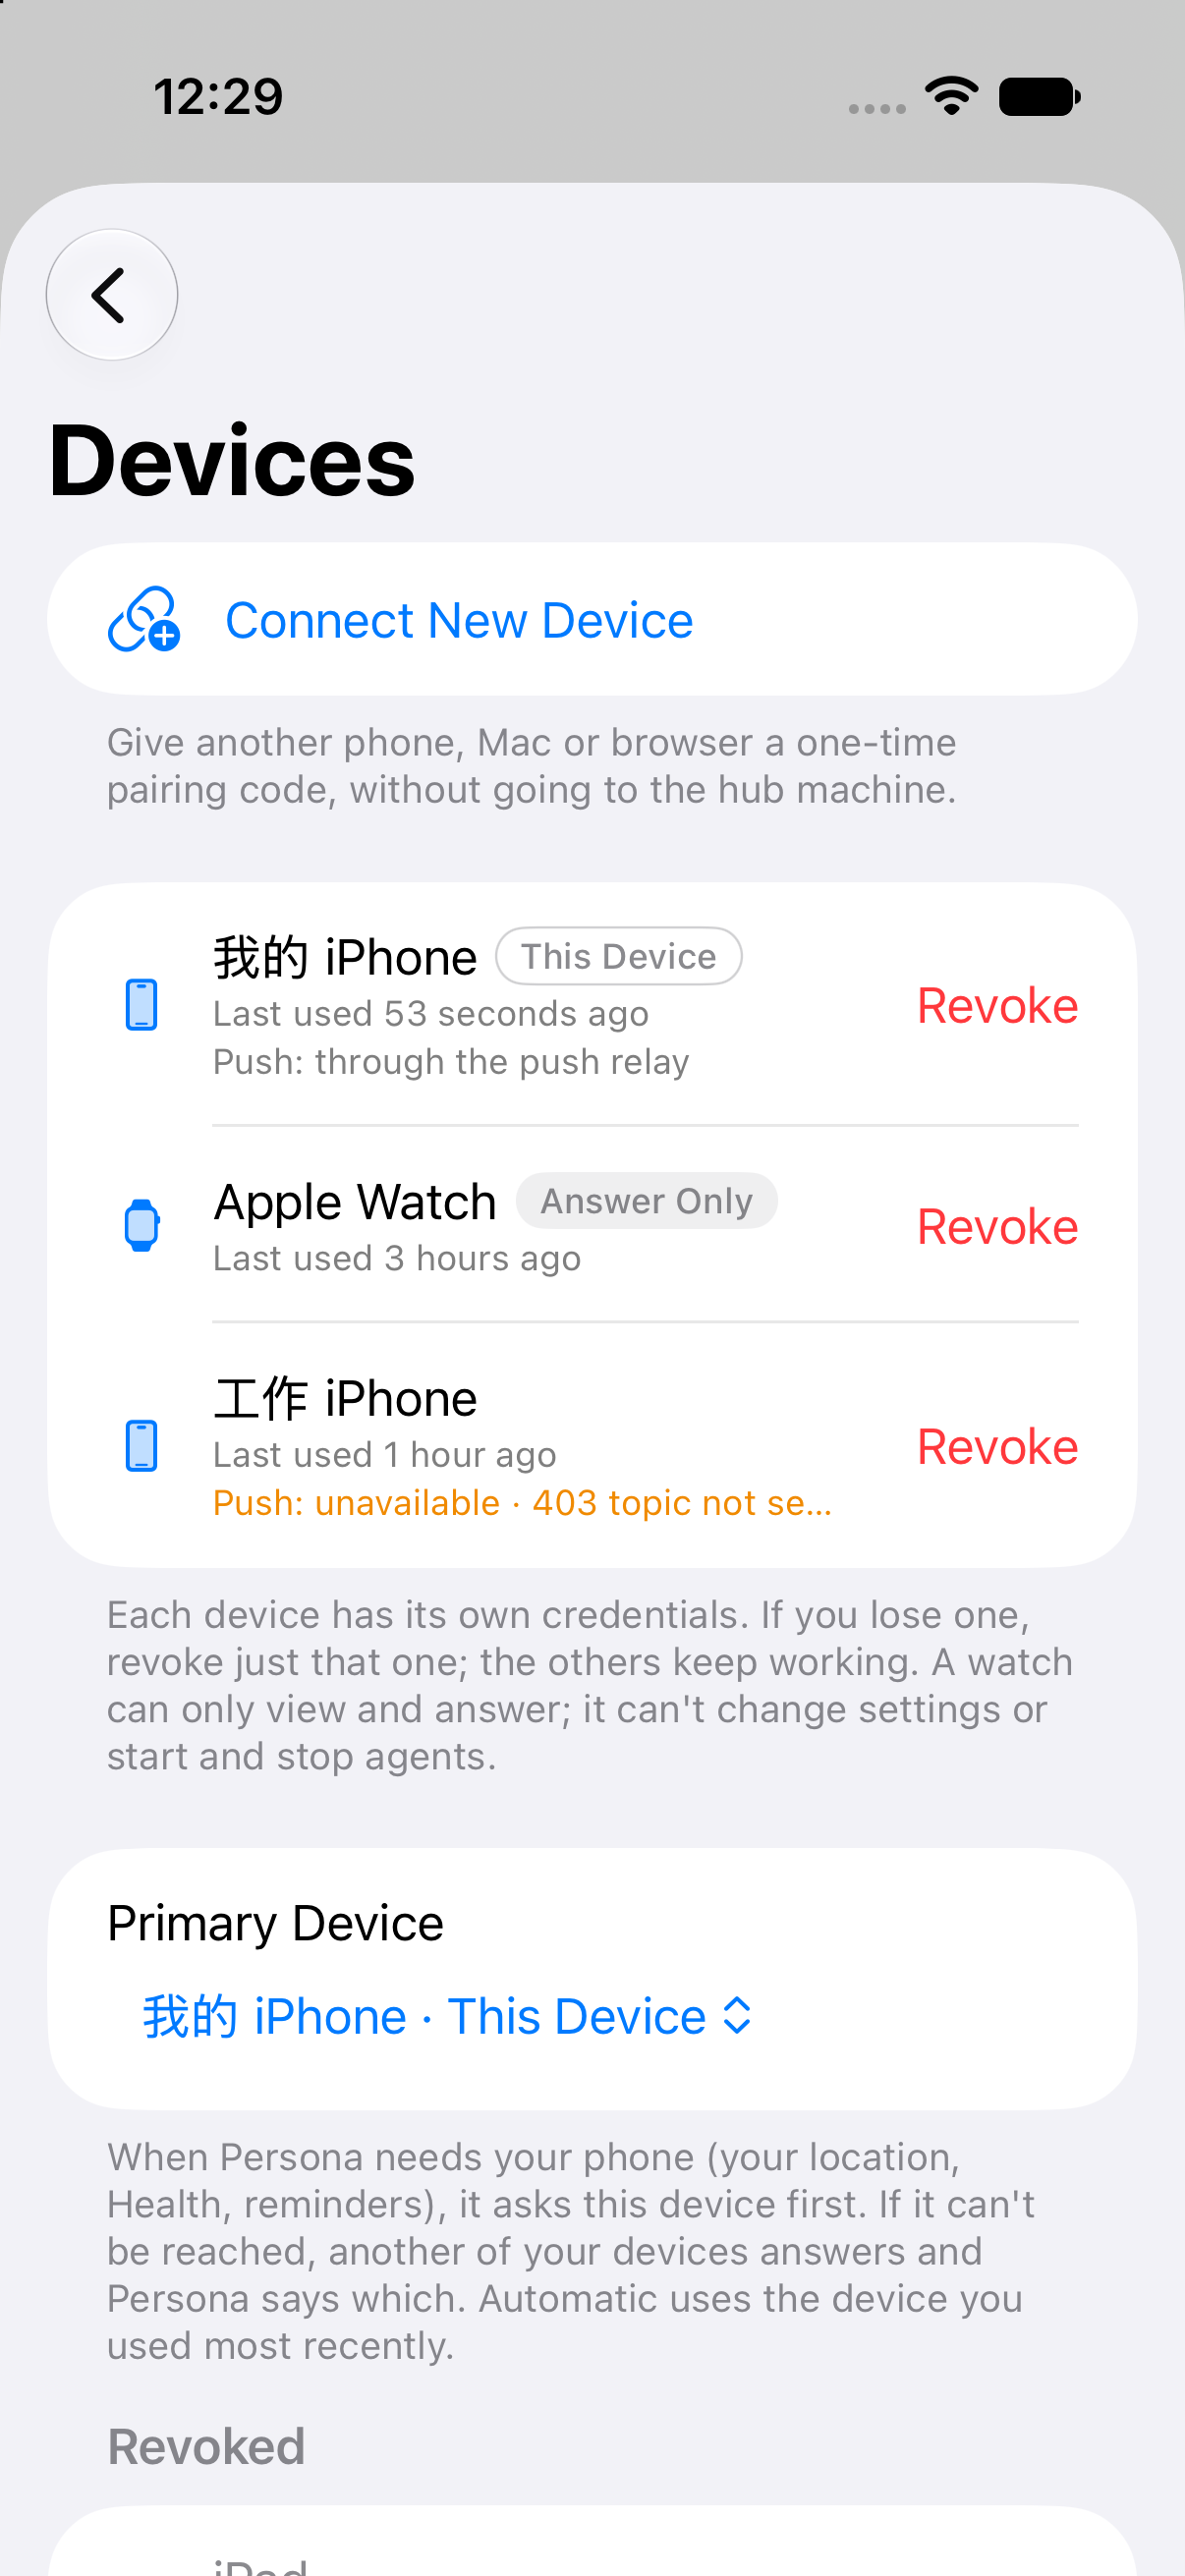 12:29
Devices
Connect New Device
Give another phone, Mac or browser a one-time
pairing code, without going to the hub machine.
我的 iPhone This Device
Last used 53 seconds ago
Push: through the push relay
Revoke
Apple Watch Answer Only
Last used 3 hours ago
Revoke
工作 iPhone
Last used 1 hour ago
Push: unavailable · 403 topic not se...
Revoke
Each device has its own credentials. If you lose one,
revoke just that one; the others keep working. A watch
can only view and answer; it can't change settings or
start and stop agents.
Primary Device
我的 iPhone · This Device
When Persona needs your phone (your location,
Health, reminders), it asks this device first. If it can't
be reached, another of your devices answers and
Persona says which. Automatic uses the device you
used most recently.
Revoked
iPad